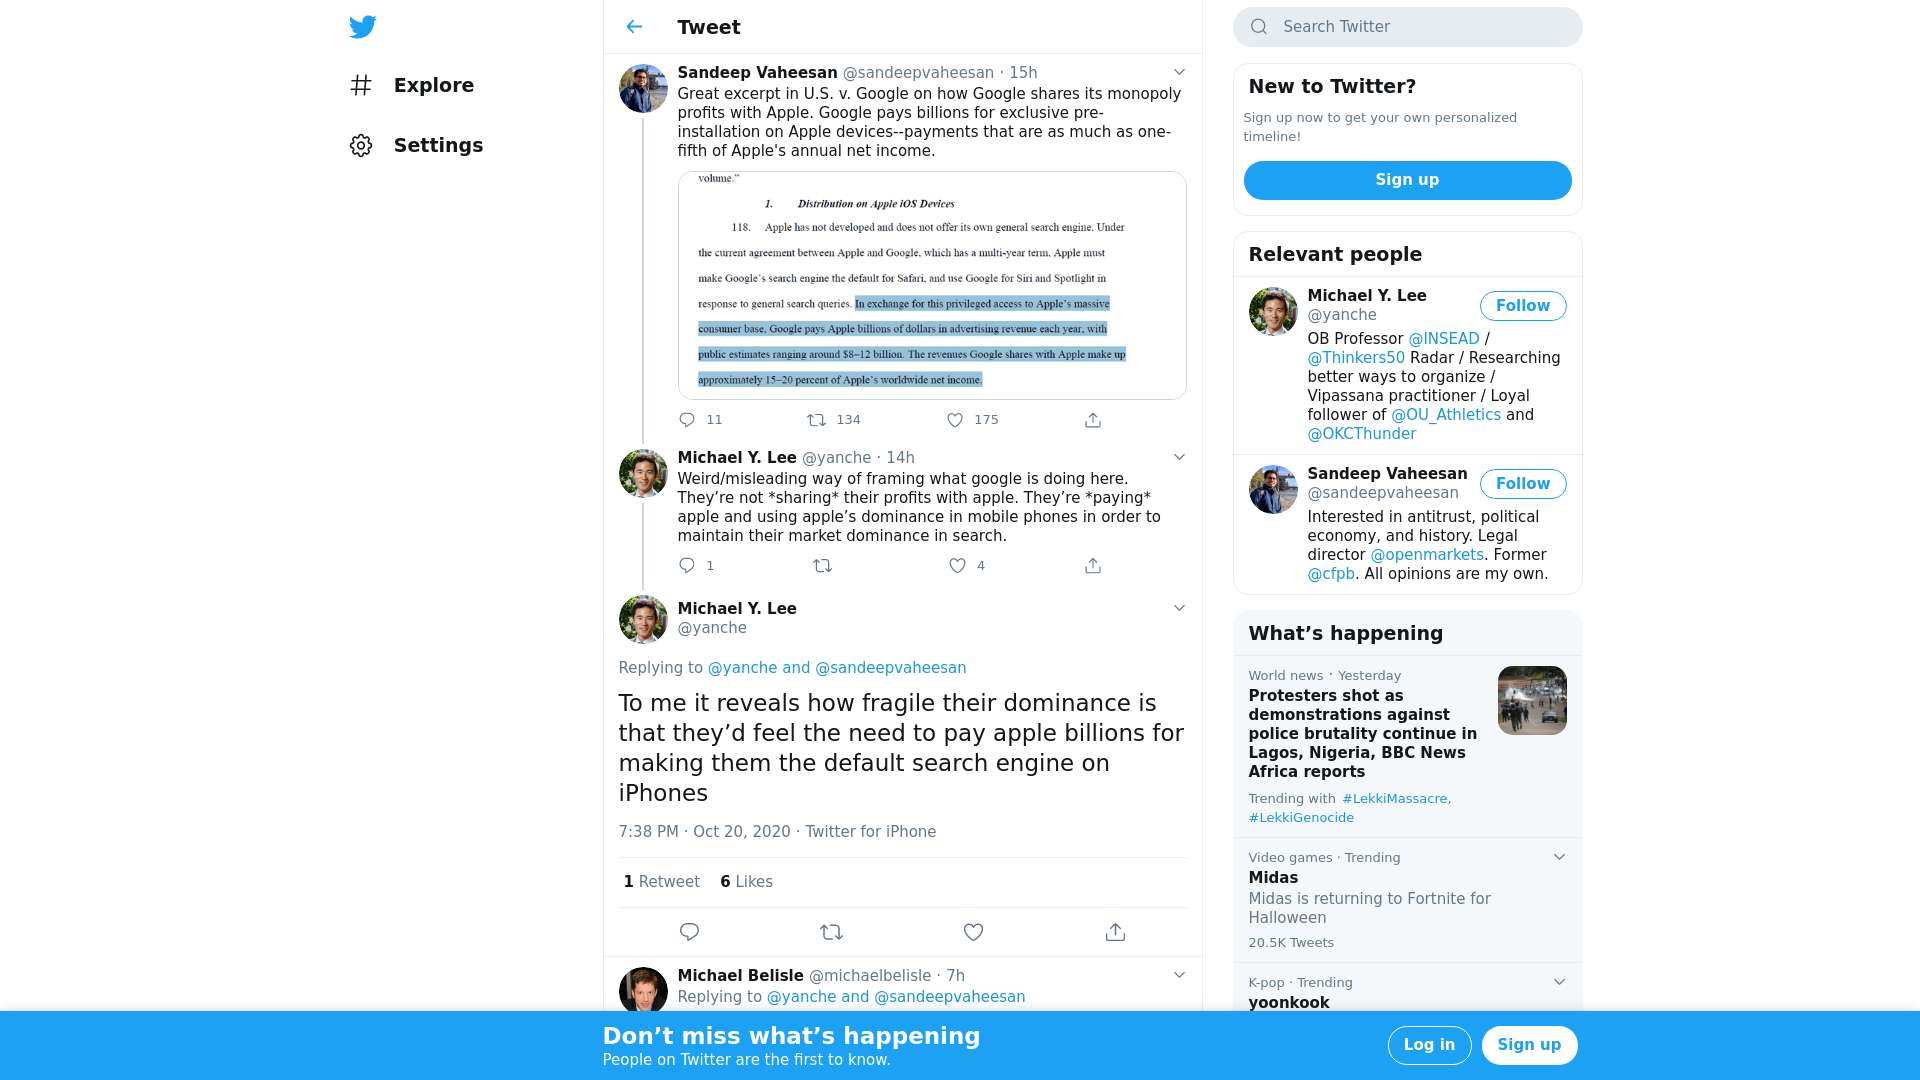 Explore
Settings
Tweet
Sandeep Vaheesan @sandeepvaheesan · 15h
Great excerpt in U.S. v. Google on how Google shares its monopoly
profits with Apple. Google pays billions for exclusive pre-
installation on Apple devices--payments that are as much as one-
fifth of Apple's annual net income.
volume."
1. Distribution on Apple iOS Devices
118. Apple has not developed and does not offer its own general search engine. Under
the current agreement between Apple and Google, which has a multi-year term, Apple must
make Google's search engine the default for Safari, and use Google for Siri and Spotlight in
response to general search queries. In exchange for this privileged access to Apple's massive
consumer base, Google pays Apple billions of dollars in advertising revenue each year, with
public estimates ranging around $8–12 billion. The revenues Google shares with Apple make up
approximately 15–20 percent of Apple's worldwide net income.
11 134 175
Michael Y. Lee @yanche · 14h
Weird/misleading way of framing what google is doing here.
They’re not *sharing* their profits with apple. They’re *paying*
apple and using apple’s dominance in mobile phones in order to
maintain their market dominance in search.
1 4
Michael Y. Lee
@yanche
Replying to @yanche and @sandeepvaheesan
To me it reveals how fragile their dominance is
that they’d feel the need to pay apple billions for
making them the default search engine on
iPhones
7:38 PM · Oct 20, 2020 · Twitter for iPhone
1 Retweet 6 Likes
Michael Belisle @michaelbelisle · 7h
Replying to @yanche and @sandeepvaheesan
Search Twitter
New to Twitter?
Sign up now to get your own personalized
timeline!
Sign up
Relevant people
Michael Y. Lee
@yanche
Follow
OB Professor @INSEAD /
@Thinkers50 Radar / Researching
better ways to organize /
Vipassana practitioner / Loyal
follower of @OU_Athletics and
@OKCThunder
Sandeep Vaheesan
@sandeepvaheesan
Follow
Interested in antitrust, political
economy, and history. Legal
director @openmarkets. Former
@cfpb. All opinions are my own.
What’s happening
World news · Yesterday
Protesters shot as
demonstrations against
police brutality continue in
Lagos, Nigeria, BBC News
Africa reports
Trending with #LekkiMassacre,
#LekkiGenocide
Video games · Trending
Midas
Midas is returning to Fortnite for
Halloween
20.5K Tweets
K-pop · Trending
yoonkook
Don’t miss what’s happening
People on Twitter are the first to know.
Log in
Sign up